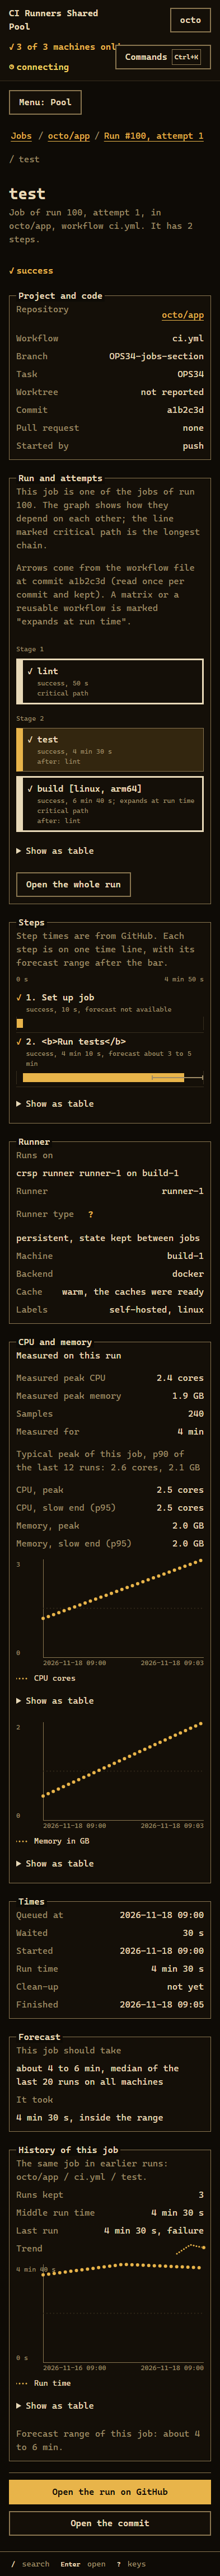 CI Runners Shared
Pool
octo
✓ 3 of 3 machines onl
Commands Ctrl+K
connecting
Menu: Pool
Jobs / octo/app / Run #100, attempt 1
/ test
test
Job of run 100, attempt 1, in
octo/app, workflow ci.yml. It has 2
steps.
✓ success
Project and code
Repository
octo/app
Workflow ci.yml
Branch OPS34-jobs-section
Task OPS34
Worktree not reported
Commit a1b2c3d
Pull request none
Started by push
Run and attempts
This job is one of the jobs of run
100. The graph shows how they
depend on each other; the line
marked critical path is the longest
chain.
Arrows come from the workflow file
at commit a1b2c3d (read once per
commit and kept). A matrix or a
reusable workflow is marked
"expands at run time".
Stage 1
✓ lint
success, 50 s
critical path
Stage 2
✓ test
success, 4 min 30 s
after: lint
✓ build [linux, arm64]
success, 6 min 40 s; expands at run time
critical path
after: lint
▶ Show as table
Open the whole run
Steps
Step times are from GitHub. Each
step is on one time line, with its
forecast range after the bar.
0 s 4 min 50 s
✓ 1. Set up job
success, 10 s, forecast not available
✓ 2. <b>Run tests</b>
success, 4 min 10 s, forecast about 3 to 5
min
▶ Show as table
Runner
Runs on
crsp runner runner-1 on build-1
Runner runner-1
Runner type ?
persistent, state kept between jobs
Machine build-1
Backend docker
Cache warm, the caches were ready
Labels self-hosted, linux
CPU and memory
Measured on this run
Measured peak CPU 2.4 cores
Measured peak memory 1.9 GB
Samples 240
Measured for 4 min
Typical peak of this job, p90 of
the last 12 runs: 2.6 cores, 2.1 GB
CPU, peak 2.5 cores
CPU, slow end (p95) 2.5 cores
Memory, peak 2.0 GB
Memory, slow end (p95) 2.0 GB
3
0
2026-11-18 09:00 2026-11-18 09:03
CPU cores
▶ Show as table
2
0
2026-11-18 09:00 2026-11-18 09:03
Memory in GB
▶ Show as table
Times
Queued at 2026-11-18 09:00
Waited 30 s
Started 2026-11-18 09:00
Run time 4 min 30 s
Clean-up not yet
Finished 2026-11-18 09:05
Forecast
This job should take
about 4 to 6 min, median of the
last 20 runs on all machines
It took
4 min 30 s, inside the range
History of this job
The same job in earlier runs:
octo/app / ci.yml / test.
Runs kept 3
Middle run time 4 min 30 s
Last run 4 min 30 s, failure
Trend
4 min 40 s
0 s
2026-11-16 09:00 2026-11-18 09:00
Run time
▶ Show as table
Forecast range of this job: about 4
to 6 min.
Open the run on GitHub
Open the commit
/ search Enter open ? keys